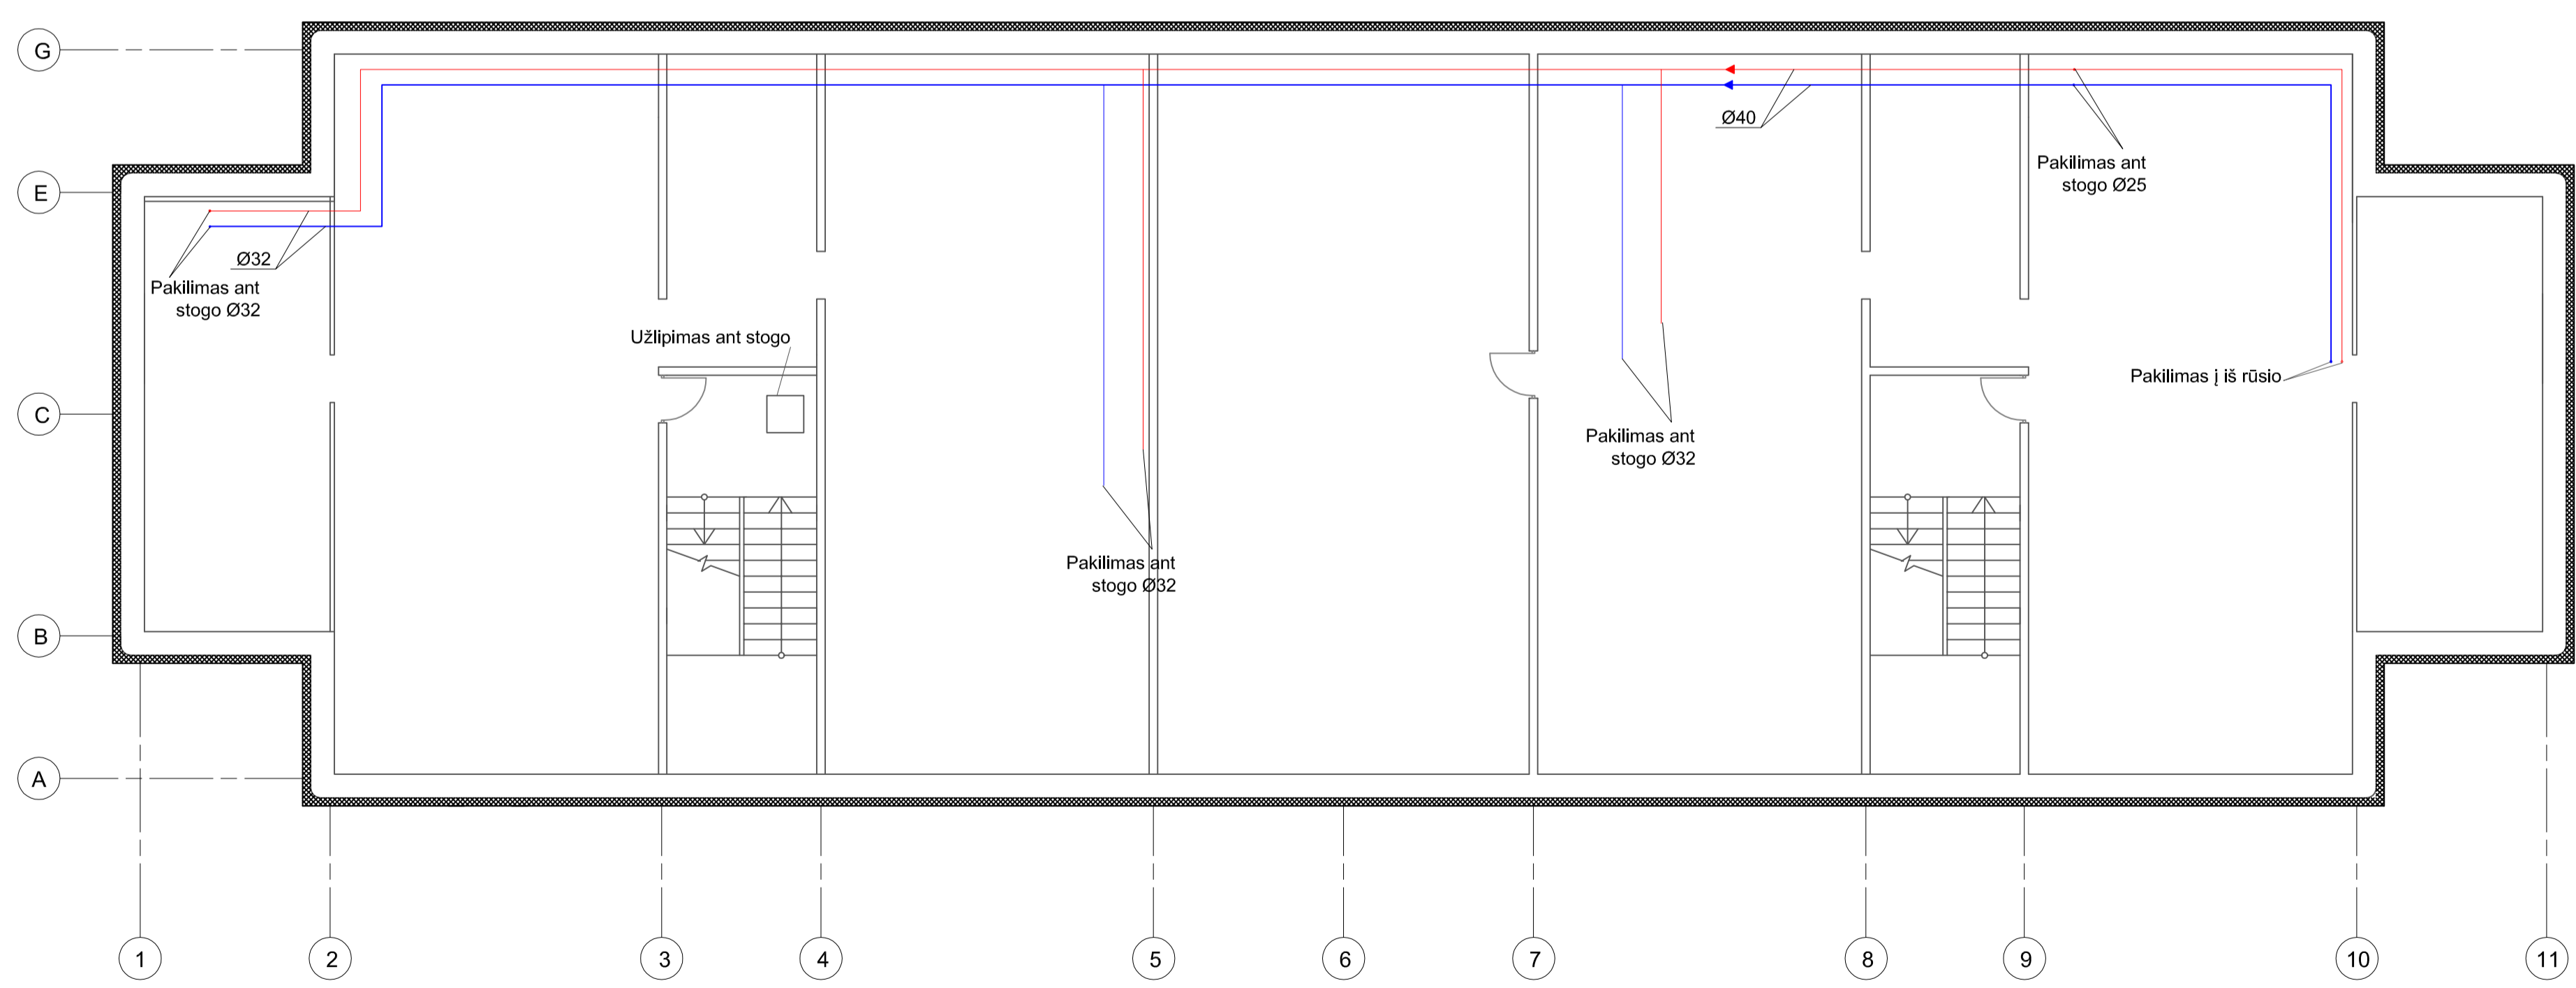 G
Ø40
Pakilimas ant
stogo Ø25
E
Ø32
Pakilimas ant
stogo Ø32
Užlipimas ant stogo
Pakilimas į iš rūsio
C
Pakilimas ant
stogo Ø32
Pakilimas ant
stogo Ø32
B
A
1 2 3 4 5 6 7 8 9 10 11